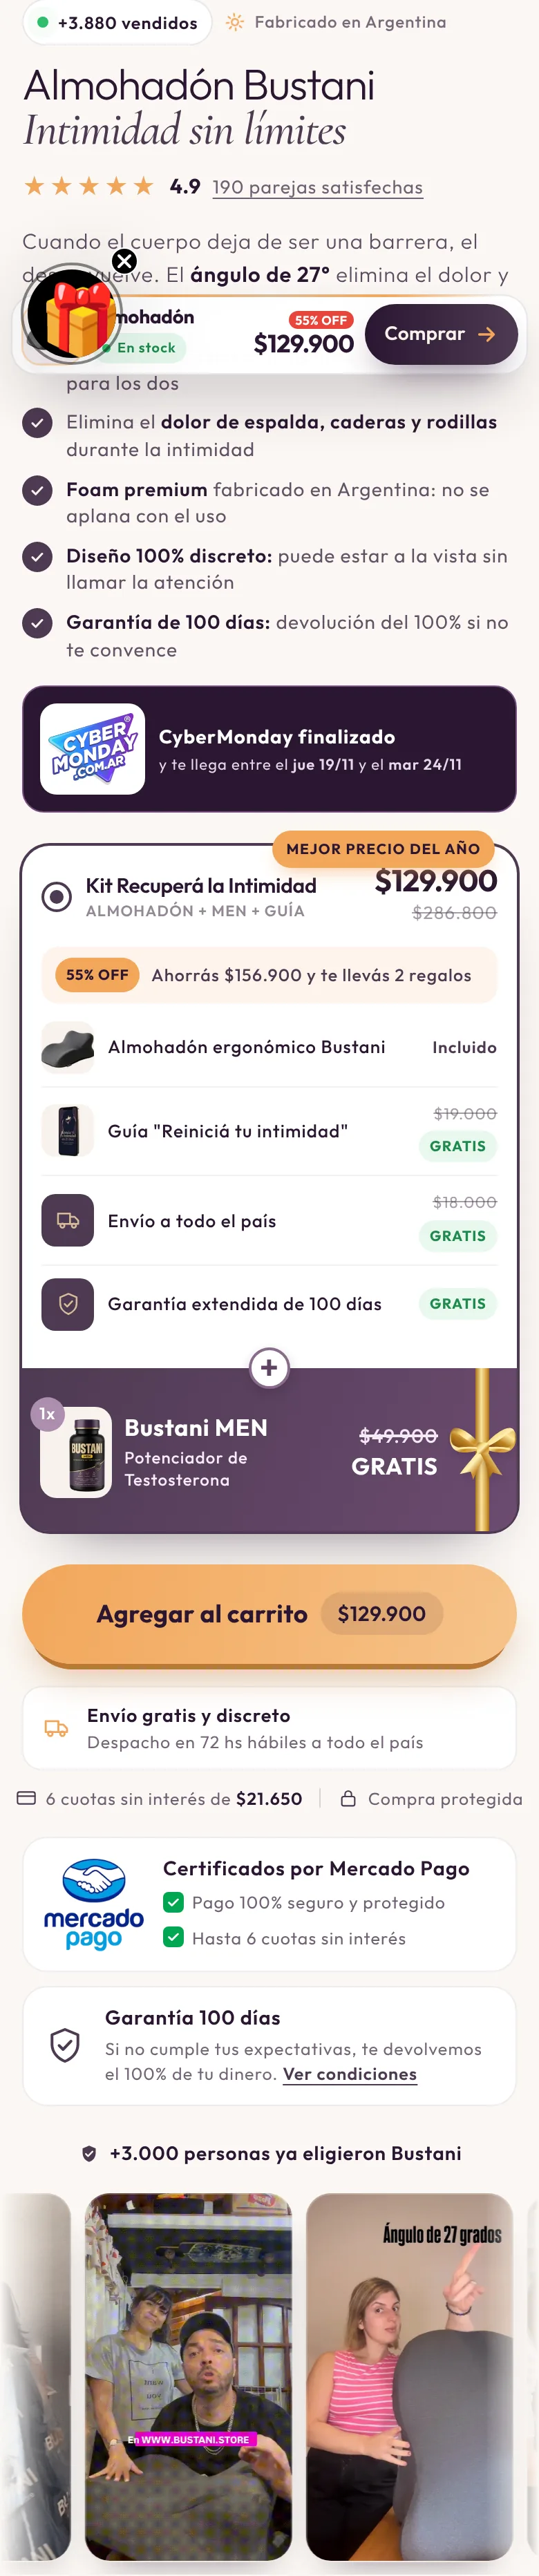 +3.880 vendidos
Fabricado en Argentina
Almohadón Bustani
Intimidad sin límites
4.9 190 parejas satisfechas
Cuando el cuerpo deja de ser una barrera, el
El ángulo de 27° elimina el dolor y
55% OFF
En stock
$129.900
Comprar
para los dos
Elimina el dolor de espalda, caderas y rodillas
durante la intimidad
Foam premium fabricado en Argentina: no se
aplana con el uso
Diseño 100% discreto: puede estar a la vista sin
llamar la atención
Garantía de 100 días: devolución del 100% si no
te convence
CYBER
MONDAY
.COM.AR
CyberMonday finalizado
y te llega entre el jue 19/11 y el mar 24/11
MEJOR PRECIO DEL AÑO
Kit Recuperá la Intimidad
$129.900
ALMOHADÓN + MEN + GUÍA
$286.800
55% OFF Ahorrás $156.900 y te llevás 2 regalos
Almohadón ergonómico Bustani
Incluido
Guía "Reiniciá tu intimidad"
$19.000
GRATIS
Envío a todo el país
$18.000
GRATIS
Garantía extendida de 100 días
GRATIS
+
1x
BUSTANI
Bustani MEN
Potenciador de
Testosterona
$49.900
GRATIS
Agregar al carrito $129.900
Envío gratis y discreto
Despacho en 72 hs hábiles a todo el país
6 cuotas sin interés de $21.650
Compra protegida
mercado
pago
Certificados por Mercado Pago
Pago 100% seguro y protegido
Hasta 6 cuotas sin interés
Garantía 100 días
Si no cumple tus expectativas, te devolvemos
el 100% de tu dinero. Ver condiciones
+3.000 personas ya eligieron Bustani
En WWW.BUSTANI.STORE
Ángulo de 27 grados